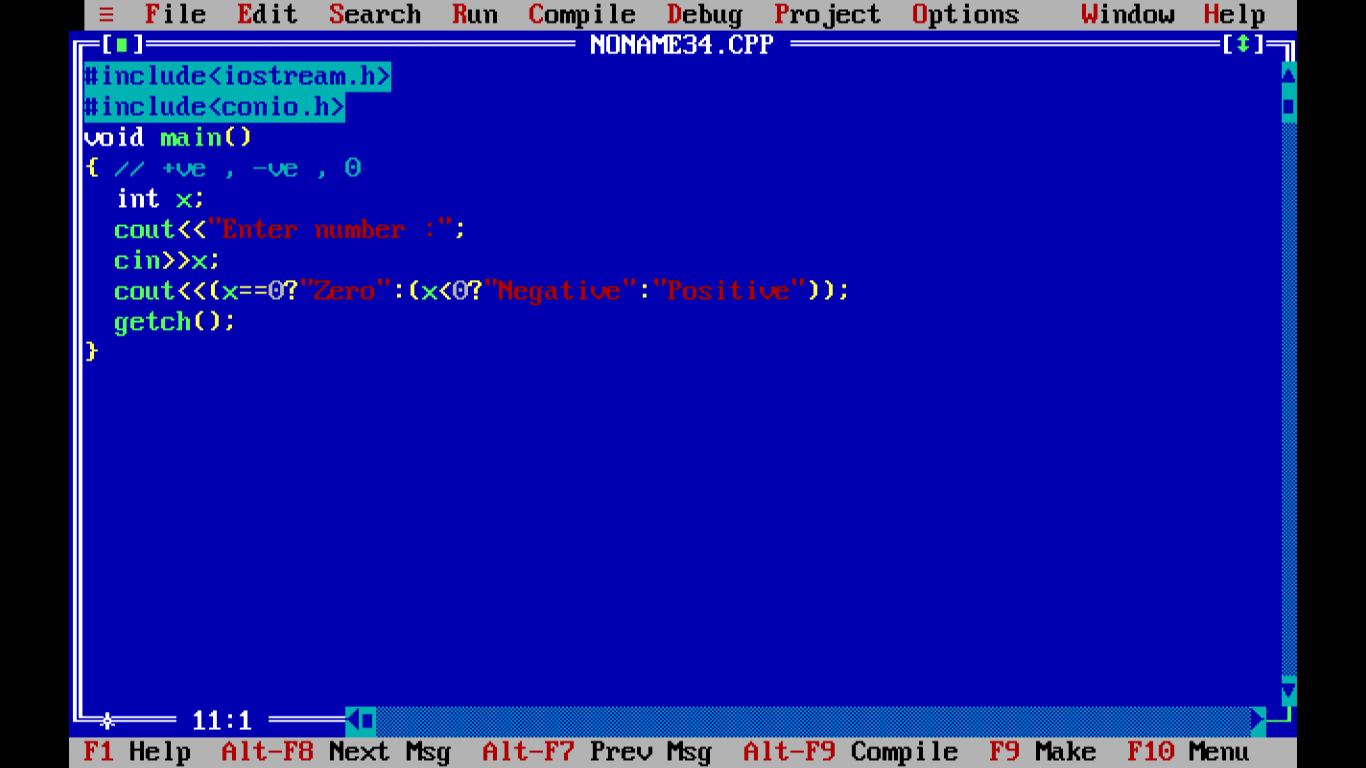 ≡ File Edit Search Run Compile Debug Project Options Window Help
[■] NONAME34.CPP [↕]
#include<iostream.h>
#include<conio.h>
void main()
{ // +ve , -ve , 0
  int x;
  cout<<"Enter number :";
  cin>>x;
  cout<<(x==0?"Zero":(x<0?"Negative":"Positive"));
  getch();
}
11:1
F1 Help Alt-F8 Next Msg Alt-F7 Prev Msg Alt-F9 Compile F9 Make F10 Menu